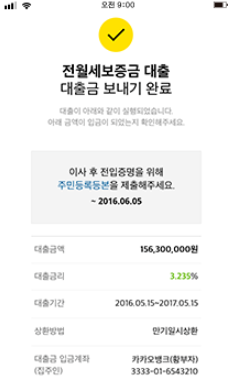 오전 9:00
전월세보증금 대출
대출금 보내기 완료
대출이 아래와 같이 실행되었습니다.
아래 금액이 입금이 되었는지 확인해주세요.
이사 후 전입증명을 위해
주민등록등본을 제출해주세요.
~ 2016.06.05
대출금액 156,300,000원
대출금리 3.235%
대출기간 2016.05.15~2017.05.15
상환방법 만기일시상환
대출금 입금계좌 카카오뱅크(황부자)
(집주인) 3333-01-6543210